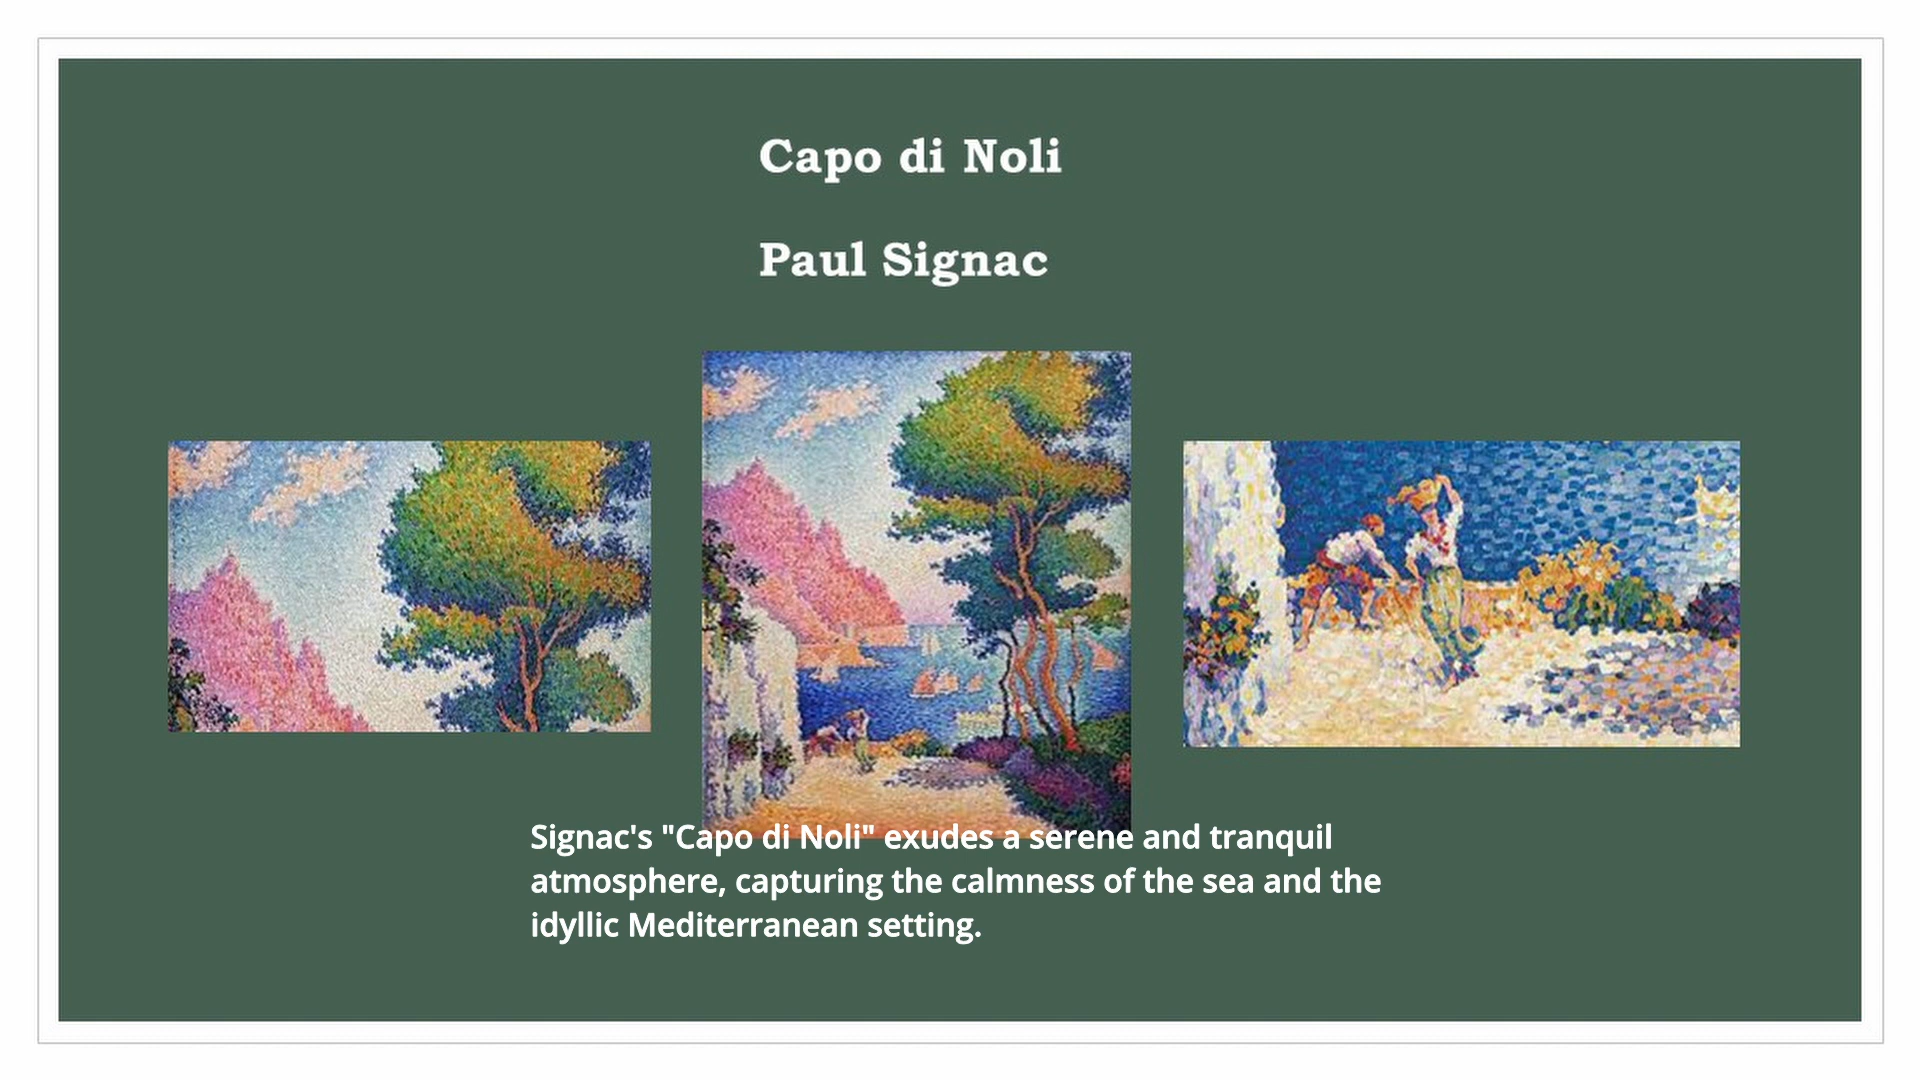 Capo di Noli
Paul Signac
Signac's "Capo di Noli" exudes a serene and tranquil
atmosphere, capturing the calmness of the sea and the
idyllic Mediterranean setting.